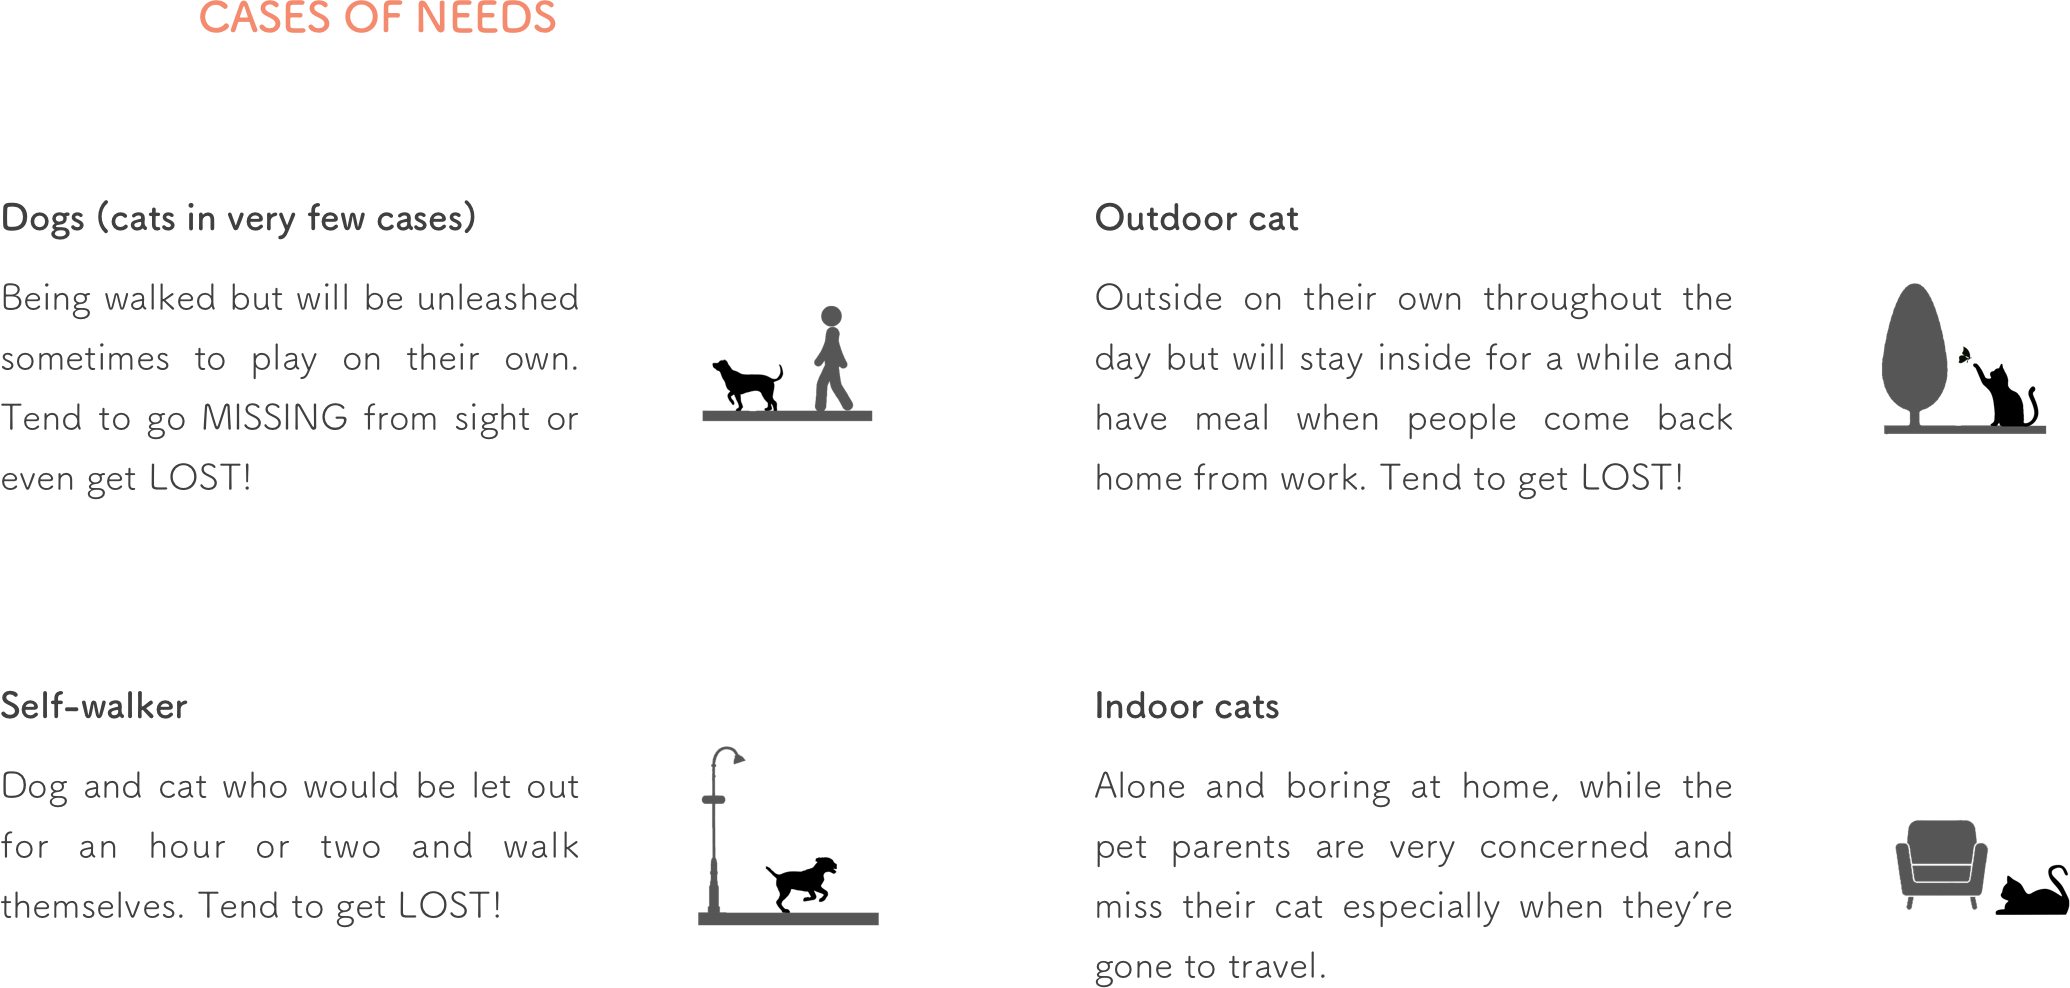 CASES OF NEEDS
Dogs (cats in very few cases)
Being walked but will be unleashed
sometimes to play on their own.
Tend to go MISSING from sight or
even get LOST!
Outdoor cat
Outside on their own throughout the
day but will stay inside for a while and
have meal when people come back
home from work. Tend to get LOST!
Self-walker
Dog and cat who would be let out
for an hour or two and walk
themselves. Tend to get LOST!
Indoor cats
Alone and boring at home, while the
pet parents are very concerned and
miss their cat especially when they’re
gone to travel.